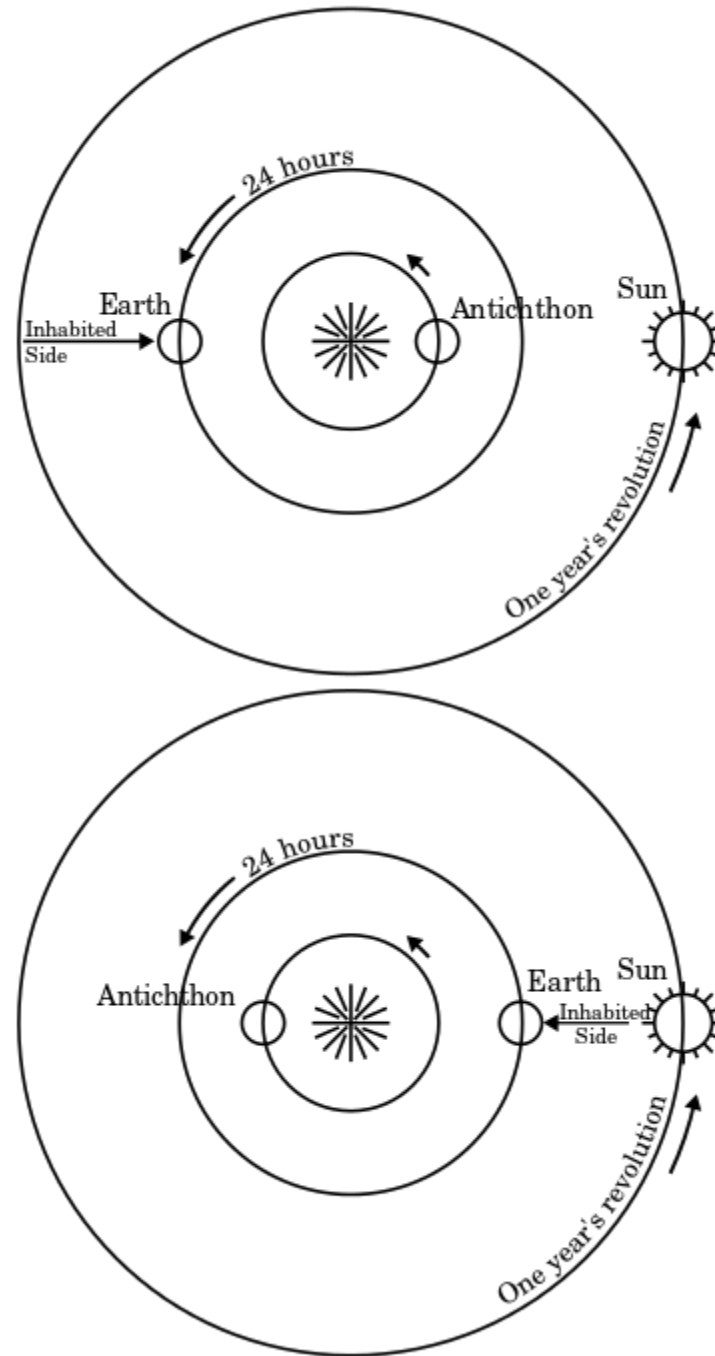 24 hours
Sun
Earth
Antichthon
Inhabited
Side
One year's revolution
24 hours
Sun
Earth
Antichthon
Inhabited
Side
One year's revolution